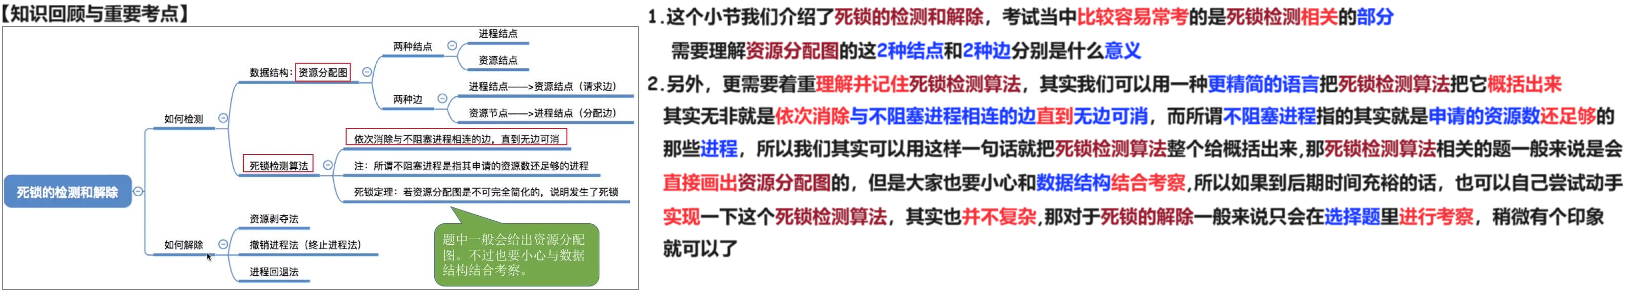 【知识回顾与重要考点】
死锁的检测和解除
如何检测
数据结构：资源分配图
两种结点
进程结点
资源结点
两种边
进程结点——>资源结点（请求边）
资源节点——>进程结点（分配边）
死锁检测算法
依次消除与不阻塞进程相连的边，直到无边可消
注：所谓不阻塞进程是指其申请的资源数还足够的进程
死锁定理：若资源分配图是不可完全简化的，说明发生了死锁
如何解除
资源剥夺法
撤销进程法（终止进程法）
进程回退法
题中一般会给出资源分配
图。不过也要小心与数据
结构结合考察。
1.这个小节我们介绍了死锁的检测和解除，考试当中比较容易常考的是死锁检测相关的部分
需要理解资源分配图的这2种结点和2种边分别是什么意义
2.另外，更需要着重理解并记住死锁检测算法，其实我们可以用一种更精简的语言把死锁检测算法把它概括出来
其实无非就是依次消除与不阻塞进程相连的边直到无边可消，而所谓不阻塞进程指的其实就是申请的资源数还足够的
那些进程，所以我们其实可以用这样一句话就把死锁检测算法整个给概括出来,那死锁检测算法相关的题一般来说是会
直接画出资源分配图的，但是大家也要小心和数据结构结合考察,所以如果到后期时间充裕的话，也可以自己尝试动手
实现一下这个死锁检测算法，其实也并不复杂,那对于死锁的解除一般来说只会在选择题里进行考察，稍微有个印象
就可以了